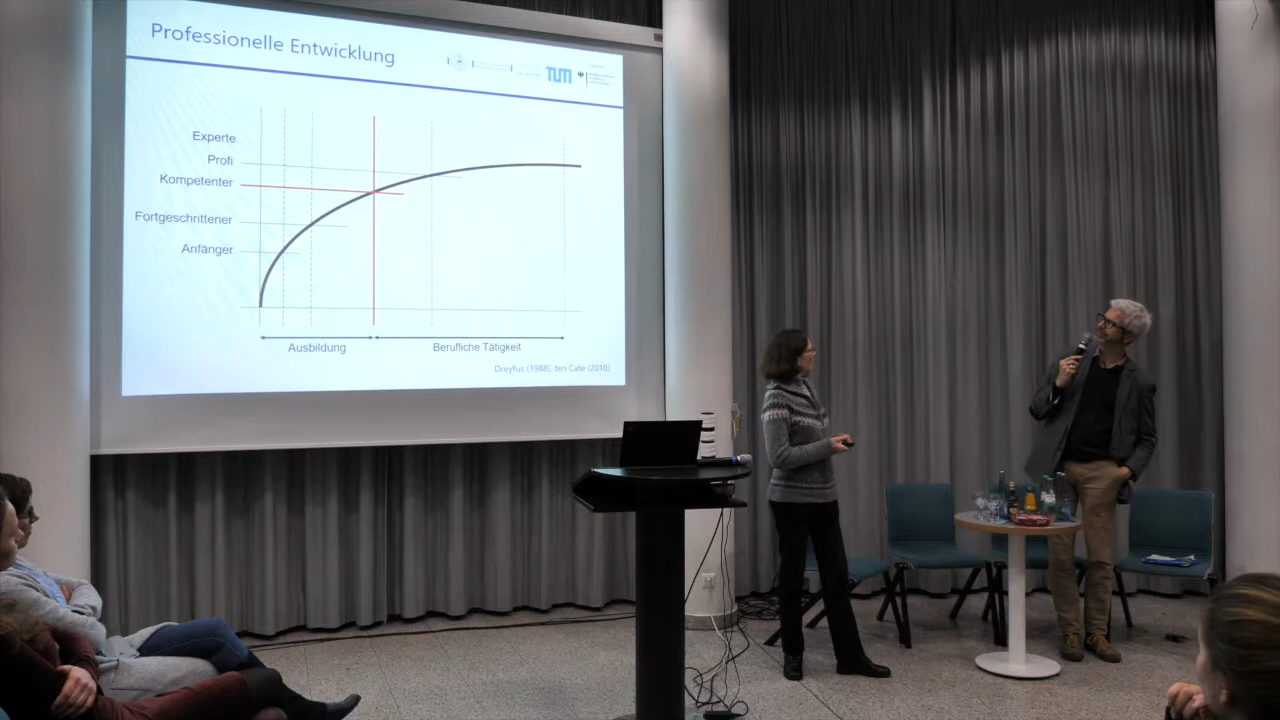 Professionelle Entwicklung
TUM
Experte
Profi
Kompetenter
Fortgeschrittener
Anfänger
Ausbildung
Berufliche Tätigkeit
Dreyfus (1988), ten Cate (2010)